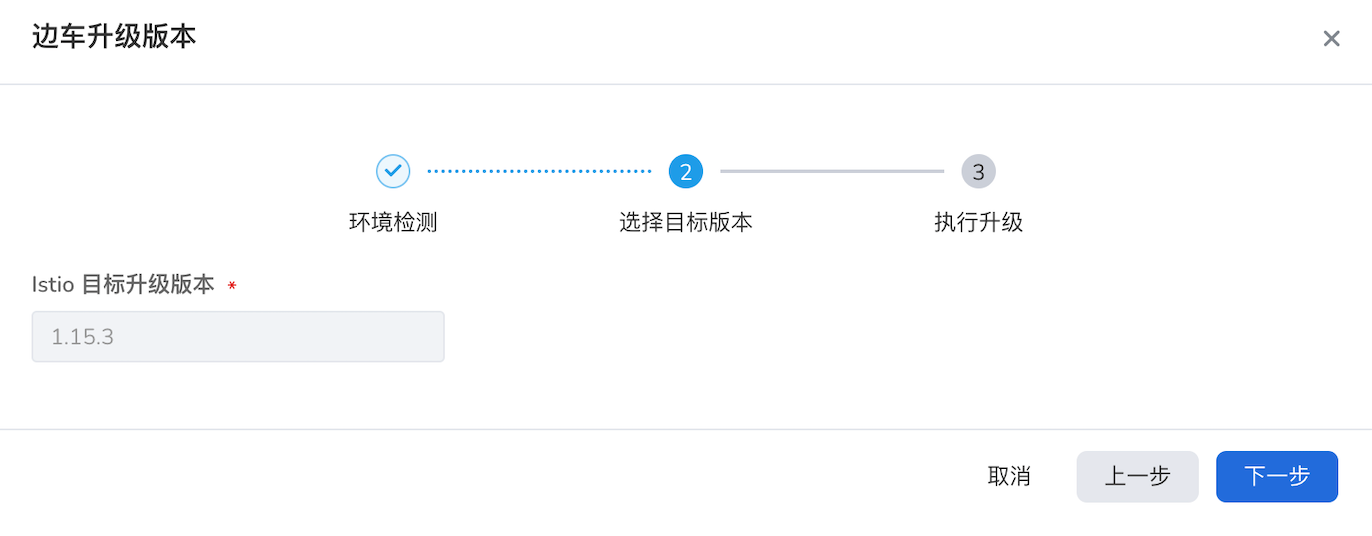 边车升级版本
2
3
环境检测
选择目标版本
执行升级
Istio 目标升级版本 *
1.15.3
取消
上一步
下一步